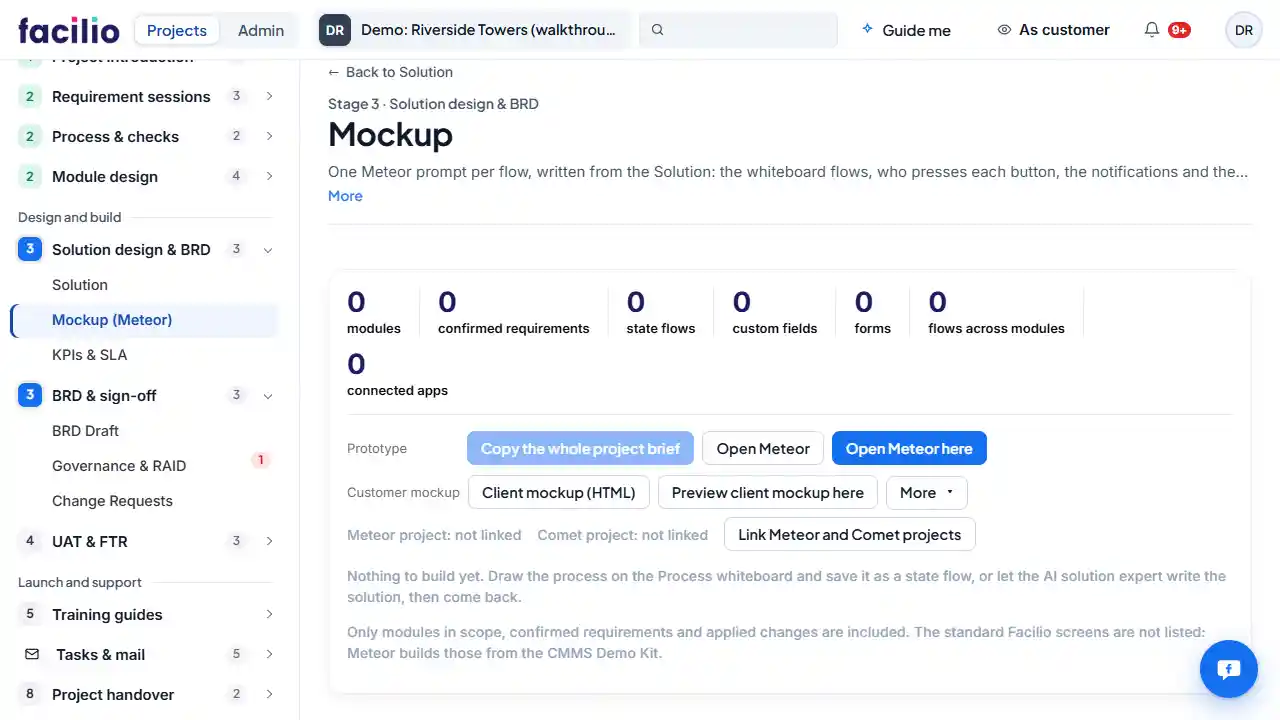 facilio
Projects
Admin
DR
Demo: Riverside Towers (walkthrou...
Guide me
As customer
9+
DR
Project introduction
2 Requirement sessions 3
2 Process & checks 2
2 Module design 4
Design and build
3 Solution design & BRD 3
Solution
Mockup (Meteor)
KPIs & SLA
3 BRD & sign-off 3
BRD Draft
Governance & RAID 1
Change Requests
4 UAT & FTR 3
Launch and support
5 Training guides
Tasks & mail 5
8 Project handover 2
← Back to Solution
Stage 3 · Solution design & BRD
Mockup
One Meteor prompt per flow, written from the Solution: the whiteboard flows, who presses each button, the notifications and the...
More
0 modules
0 confirmed requirements
0 state flows
0 custom fields
0 forms
0 flows across modules
0 connected apps
Prototype Copy the whole project brief Open Meteor Open Meteor here
Customer mockup Client mockup (HTML) Preview client mockup here More
Meteor project: not linked Comet project: not linked Link Meteor and Comet projects
Nothing to build yet. Draw the process on the Process whiteboard and save it as a state flow, or let the AI solution expert write the
solution, then come back.
Only modules in scope, confirmed requirements and applied changes are included. The standard Facilio screens are not listed:
Meteor builds those from the CMMS Demo Kit.